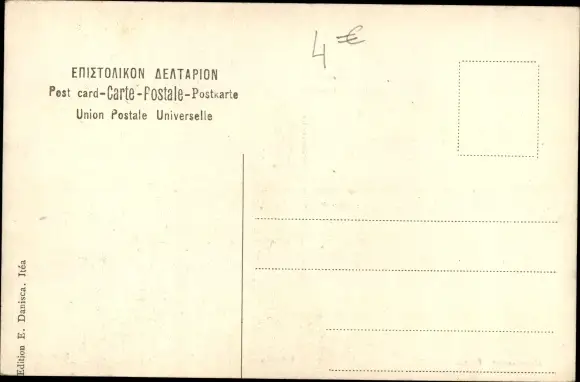 4 €
ΕΠΙΣΤΟΛΙΚΟΝ ΔΕΛΤΑΡΙΟΝ
Post card-Carte-Postale-Postkarte
Union Postale Universelle
Edition E. Danisca. Itéa